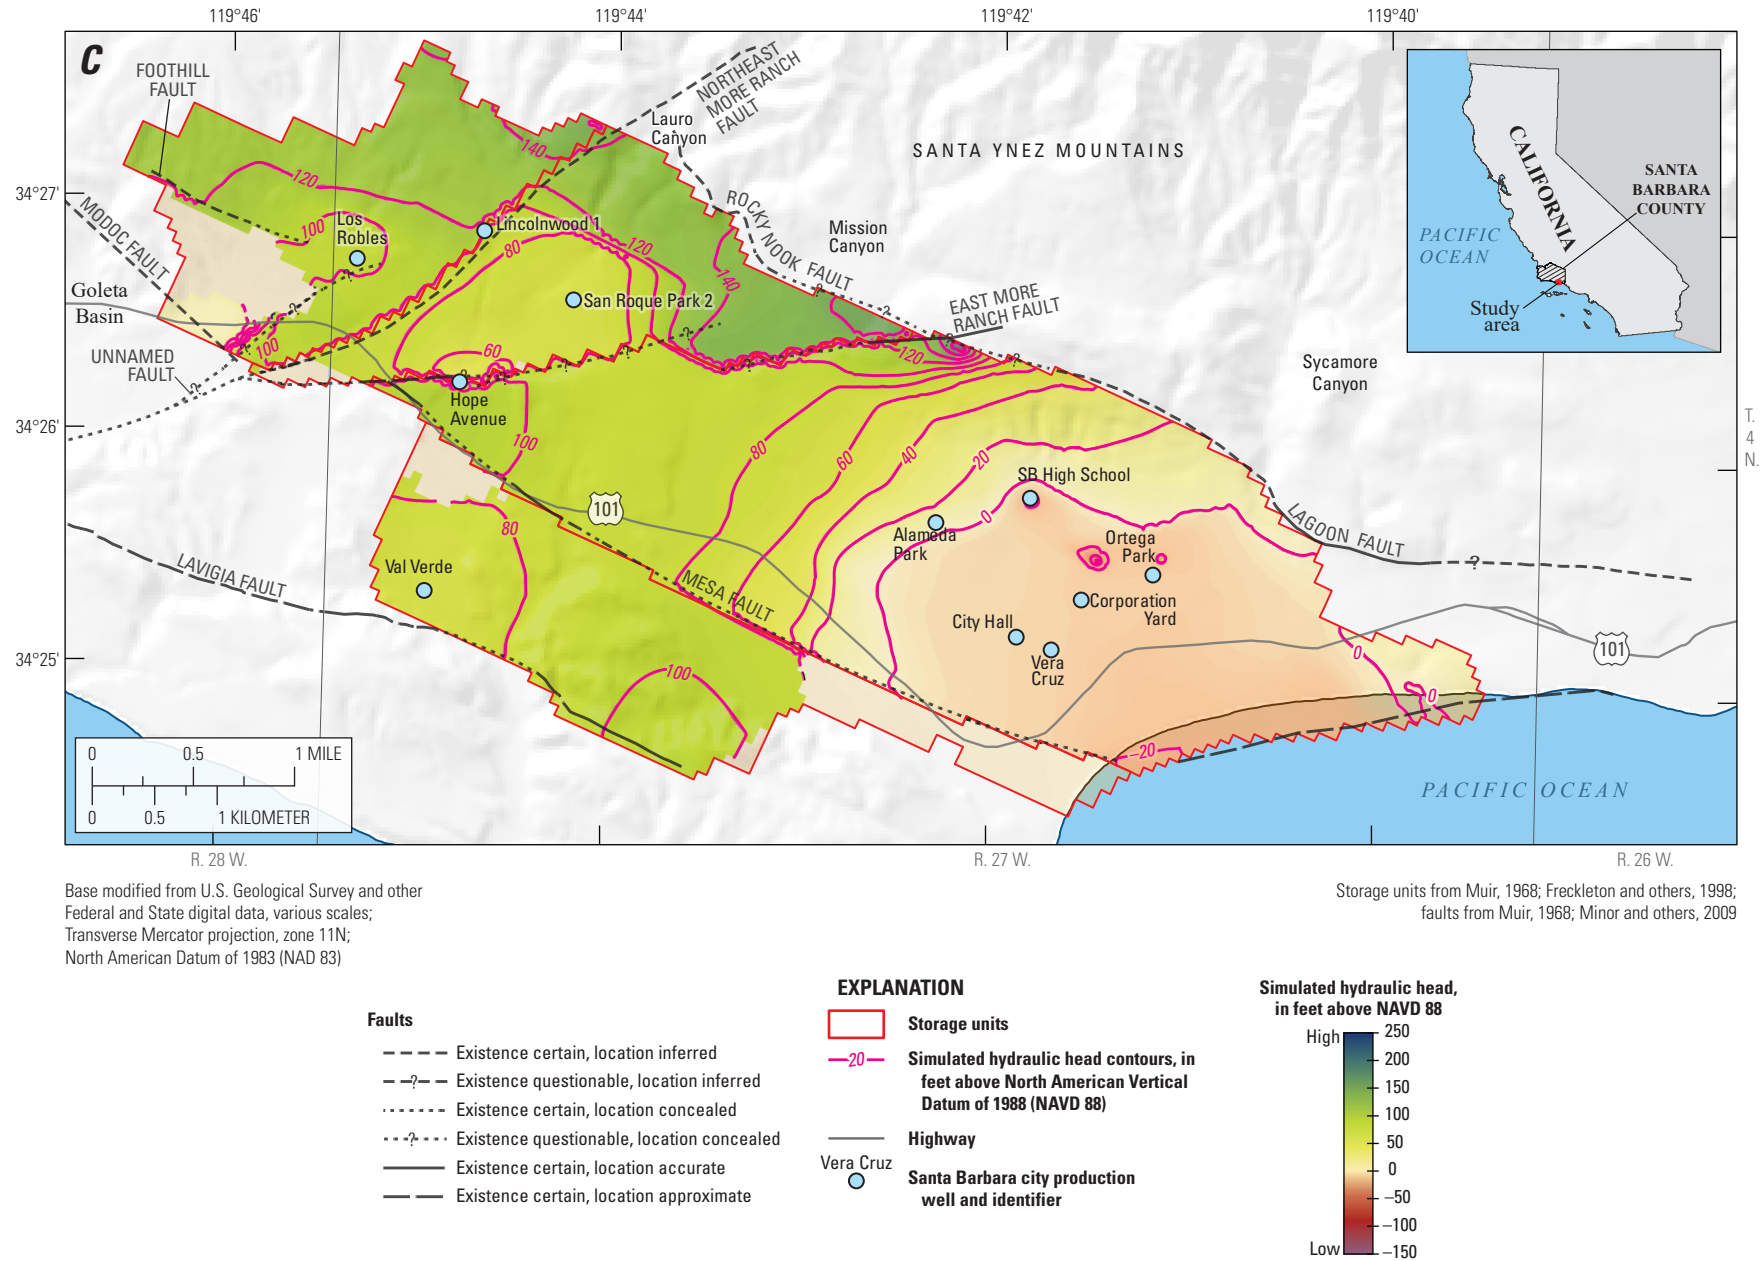 119°46'
119°44'
119°42'
119°40'
C
FOOTHILL
FAULT
NORTHEAST
MORE RANCH
FAULT
Lauro
Canyon
SANTA YNEZ MOUNTAINS
CALIFORNIA
SANTA
BARBARA
COUNTY
PACIFIC
OCEAN
Study
area
34°27'
140
120
MODOC FAULT
100
Los
Robles
Lincolnwood 1
80
120
ROCKY NOOK FAULT
Mission
Canyon
140
?
?
Goleta
Basin
San Roque Park 2
EAST MORE
RANCH FAULT
?
?
?
100
UNNAMED
FAULT
?
?
60
?
?
?
?
?
120
?
?
Sycamore
Canyon
Hope
Avenue
34°26'
100
80
60
40
20
T.
4
N.
SB High School
101
80
0
Alameda
Park
Ortega
Park
LAGOON FAULT
?
LAVIGIA FAULT
Val Verde
MESA FAULT
Corporation
Yard
City Hall
Vera
Cruz
101
34°25'
100
0
0
–20
PACIFIC OCEAN
0 0.5 1 MILE
0 0.5 1 KILOMETER
R. 28 W.
R. 27 W.
R. 26 W.
Base modified from U.S. Geological Survey and other
Federal and State digital data, various scales;
Transverse Mercator projection, zone 11N;
North American Datum of 1983 (NAD 83)
Storage units from Muir, 1968; Freckleton and others, 1998;
faults from Muir, 1968; Minor and others, 2009
EXPLANATION
Faults
Existence certain, location inferred
? Existence questionable, location inferred
Existence certain, location concealed
? Existence questionable, location concealed
Existence certain, location accurate
Existence certain, location approximate
Storage units
20 Simulated hydraulic head contours, in
feet above North American Vertical
Datum of 1988 (NAVD 88)
Highway
Vera Cruz
Santa Barbara city production
well and identifier
Simulated hydraulic head,
in feet above NAVD 88
High
250
200
150
100
50
0
–50
–100
Low
–150